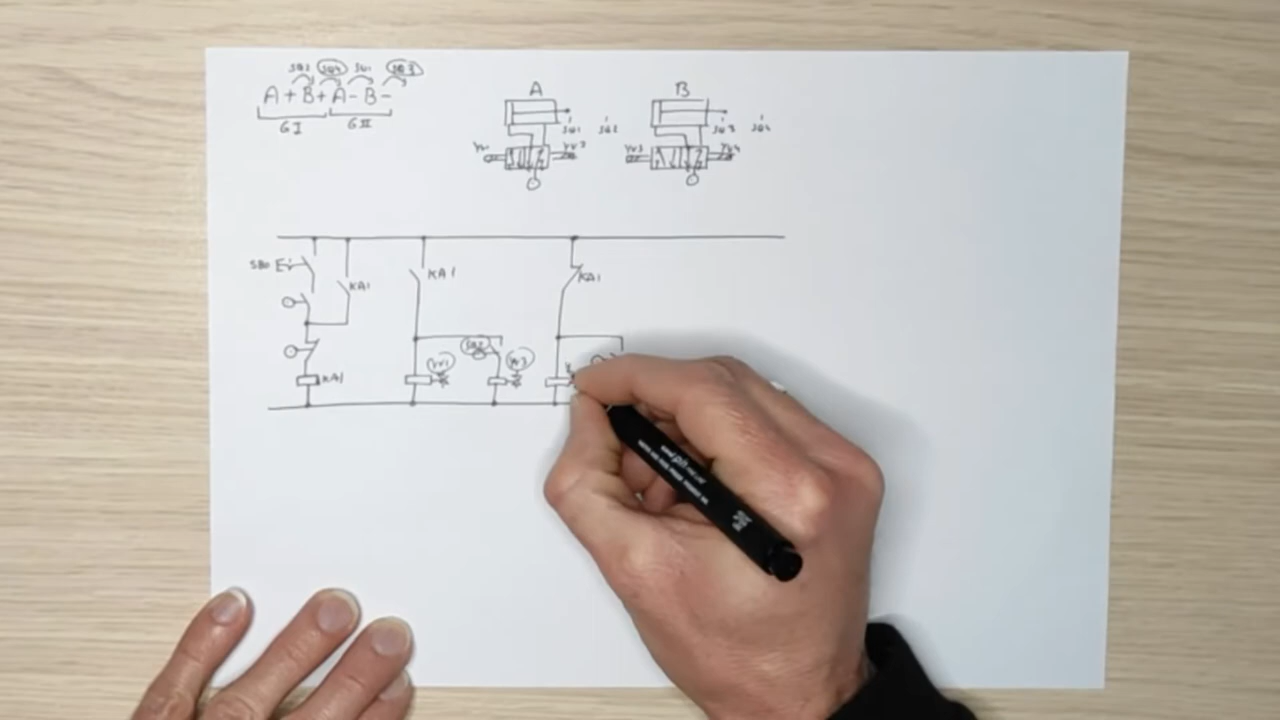 SQ2 SQ4 SQ1 SQ3
A + B + A - B -
GI GII
A B
SQ1 SQ2 SQ3 SQ4
YV1 YV2 YV3 YV4
SB0
KA1 KA1 KA1
SQ2
YV1 YV3
KA1